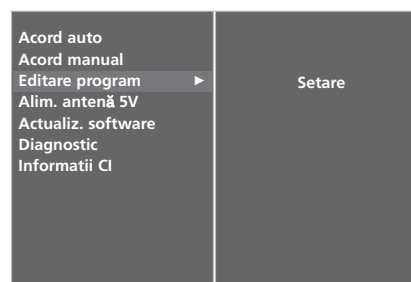 Acord auto
Acord manual
Editare program ►
Setare
Alim. antenă 5V
Actualiz. software
Diagnostic
Informatii CI